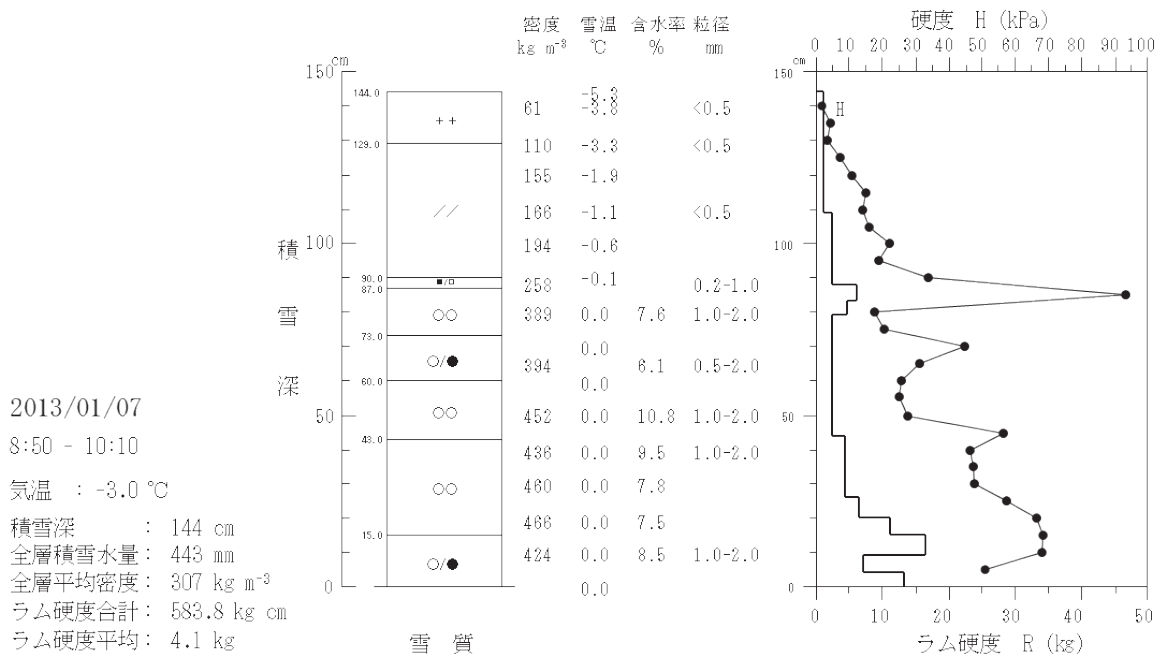 密度 雪温 含水率 粒径
kg m⁻³ ℃ % mm
硬度 H (kPa)
0 10 20 30 40 50 60 70 80 90 100
cm
150
144.0
129.0
100
90.0
87.0
73.0
60.0
50
43.0
15.0
0
積雪深
++
//
■/□
○○
○/●
○○
○○
○/●
雪質
-5.3
61 -3.8 <0.5
110 -3.3 <0.5
155 -1.9
166 -1.1 <0.5
194 -0.6
-0.1
258 0.2-1.0
389 0.0 7.6 1.0-2.0
0.0
394 6.1 0.5-2.0
0.0
452 0.0 10.8 1.0-2.0
436 0.0 9.5 1.0-2.0
460 0.0 7.8
466 0.0 7.5
424 0.0 8.5 1.0-2.0
0.0
cm
150
100
50
0
H
0 10 20 30 40 50
ラム硬度 R (kg)
2013/01/07
8:50 - 10:10
気温 : -3.0 ℃
積雪深 : 144 cm
全層積雪水量 : 443 mm
全層平均密度 : 307 kg m⁻³
ラム硬度合計 : 583.8 kg cm
ラム硬度平均 : 4.1 kg